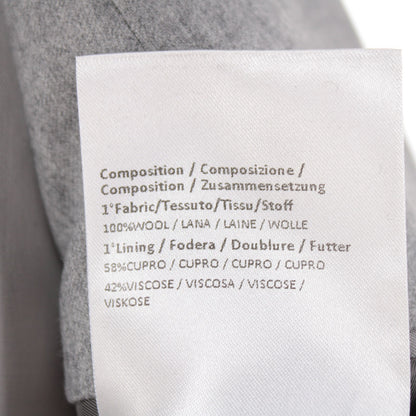 Composition / Composizione /
Composition / Zusammensetzung
1°Fabric/Tessuto/Tissu/Stoff
100%WOOL / LANA / LAINE / WOLLE
1°Lining / Fodera / Doublure / Futter
58%CUPRO / CUPRO / CUPRO / CUPRO
42%VISCOSE / VISCOSA / VISCOSE /
VISKOSE